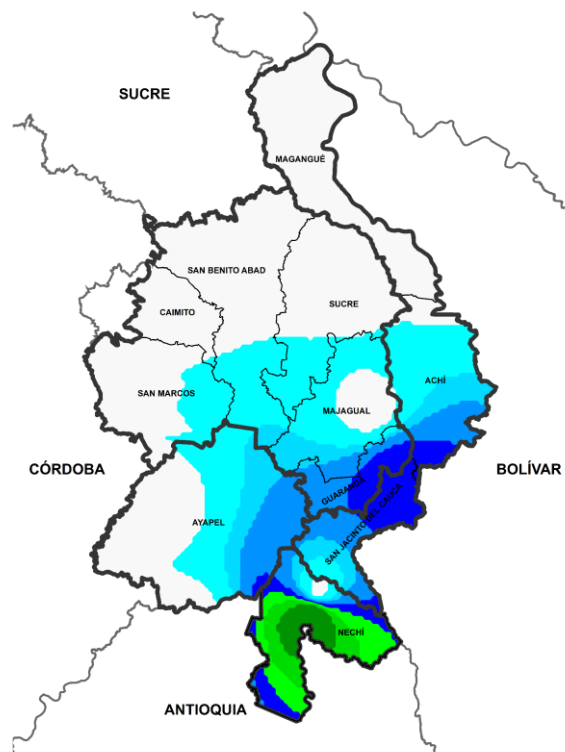 SUCRE
MAGANGUÉ
SAN BENITO ABAD
SUCRE
CAIMITO
ACHÍ
SAN MARCOS
MAJAGUAL
CÓRDOBA
BOLÍVAR
GUARANDA
AYAPEL
SAN JACINTO DEL CAUCA
NECHÍ
ANTIOQUIA